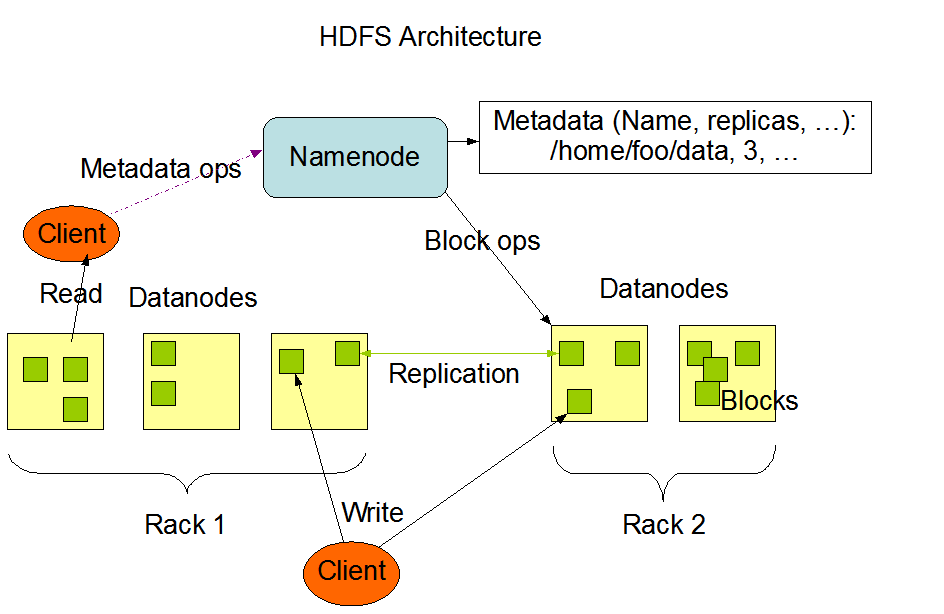 HDFS Architecture
Metadata (Name, replicas, …):
/home/foo/data, 3, …
Namenode
Metadata ops
Client
Block ops
Read
Datanodes
Datanodes
Replication
Blocks
Rack 1
Write
Rack 2
Client